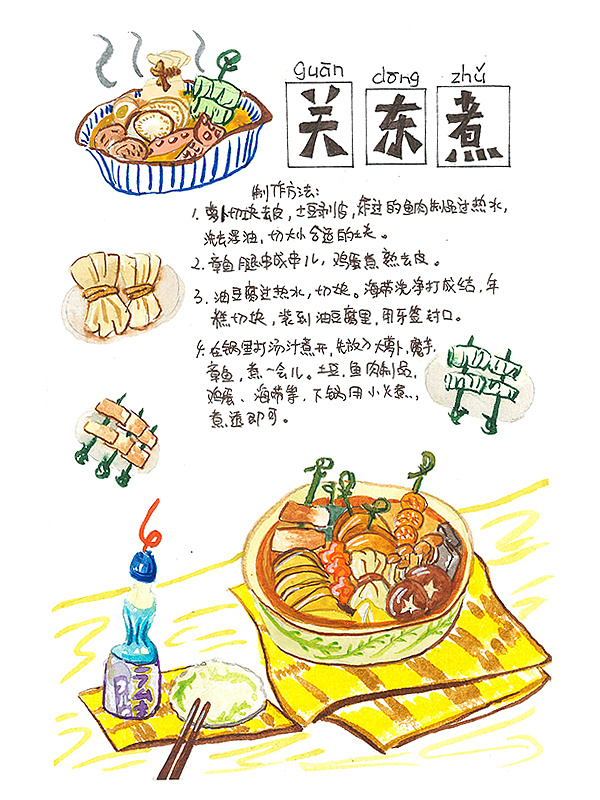 guān dōng zhǔ
关东煮
制作方法:
1. 萝卜切块去皮,土豆剥皮,炸过的鱼肉制品过热水,
洗去浮油,切大小合适的块。
2. 章鱼腿串成串儿,鸡蛋煮熟去皮。
3. 油豆腐过热水,切块。海带洗净打成结,年
糕切块,装到油豆腐里,用牙签封口。
4. 在锅里打汤汁煮开,先放入大萝卜,魔芋,
章鱼,煮一会儿。土豆,鱼肉制品,
鸡蛋、海带等,下锅用小火煮,
煮透即可。
ラムネ